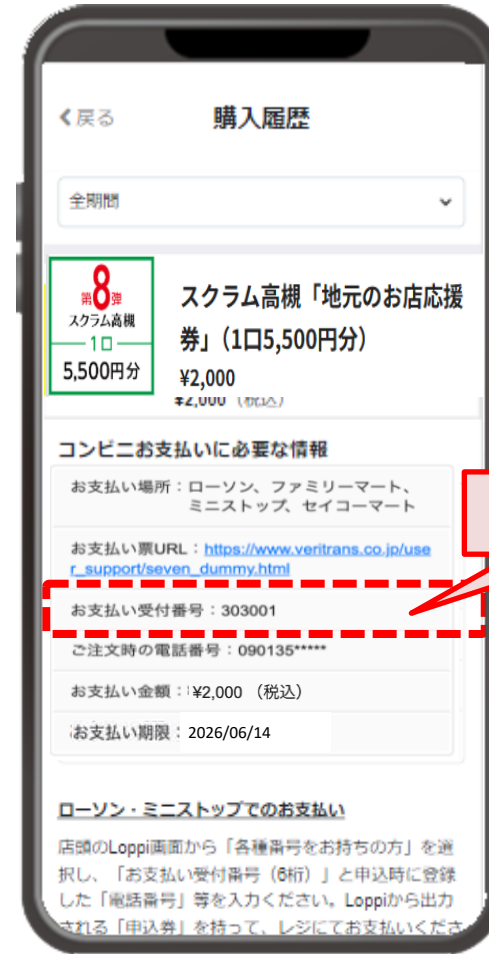 戻る
購入履歴
全期間
第8弾
スクラム高槻
1口
5,500円分
スクラム高槻「地元のお店応援
券」（1口5,500円分）
¥2,000
¥2,000（税込）
コンビニお支払いに必要な情報
お支払い場所：ローソン、ファミリーマート、
ミニストップ、セイコーマート
お支払い票URL：https://www.veritrans.co.jp/use
r_support/seven_dummy.html
お支払い受付番号：303001
ご注文時の電話番号：090135*****
お支払い金額：¥2,000 （税込）
お支払い期限：2026/06/14
ローソン・ミニストップでのお支払い
店頭のLoppi画面から「各種番号をお持ちの方」を選
択し、「お支払い受付番号（6桁）」と申込時に登録
した「電話番号」等を入力ください。Loppiから出力
される「申込券」を持って、レジにてお支払いくださ